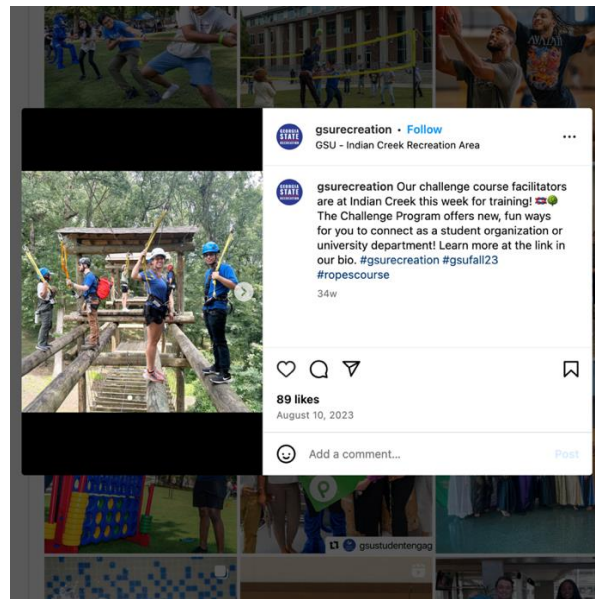 gsurecreation • Follow
GSU - Indian Creek Recreation Area
...
GEORGIA
STATE
RECREATION
gsurecreation Our challenge course facilitators
are at Indian Creek this week for training! 🪢🌳
The Challenge Program offers new, fun ways
for you to connect as a student organization or
university department! Learn more at the link in
our bio. #gsurecreation #gsufall23
#ropescourse
34w
89 likes
August 10, 2023
Add a comment...
Post
gsustudentengag